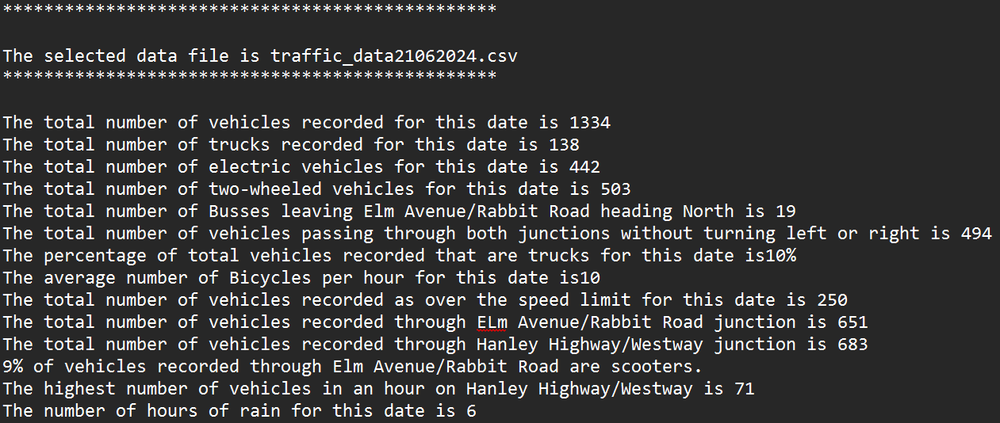 ************************************************
The selected data file is traffic_data21062024.csv
************************************************
The total number of vehicles recorded for this date is 1334
The total number of trucks recorded for this date is 138
The total number of electric vehicles for this date is 442
The total number of two-wheeled vehicles for this date is 503
The total number of Busses leaving Elm Avenue/Rabbit Road heading North is 19
The total number of vehicles passing through both junctions without turning left or right is 494
The percentage of total vehicles recorded that are trucks for this date is10%
The average number of Bicycles per hour for this date is10
The total number of vehicles recorded as over the speed limit for this date is 250
The total number of vehicles recorded through ELm Avenue/Rabbit Road junction is 651
The total number of vehicles recorded through Hanley Highway/Westway junction is 683
9% of vehicles recorded through Elm Avenue/Rabbit Road are scooters.
The highest number of vehicles in an hour on Hanley Highway/Westway is 71
The number of hours of rain for this date is 6